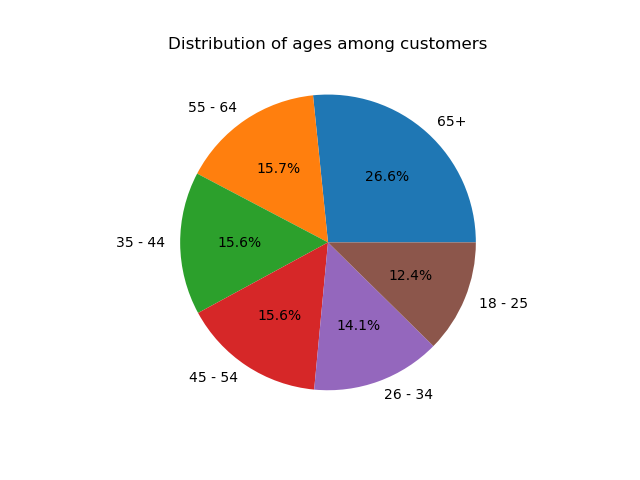 Distribution of ages among customers
55 - 64
65+
15.7%
26.6%
35 - 44
15.6%
12.4%
18 - 25
15.6%
14.1%
45 - 54
26 - 34